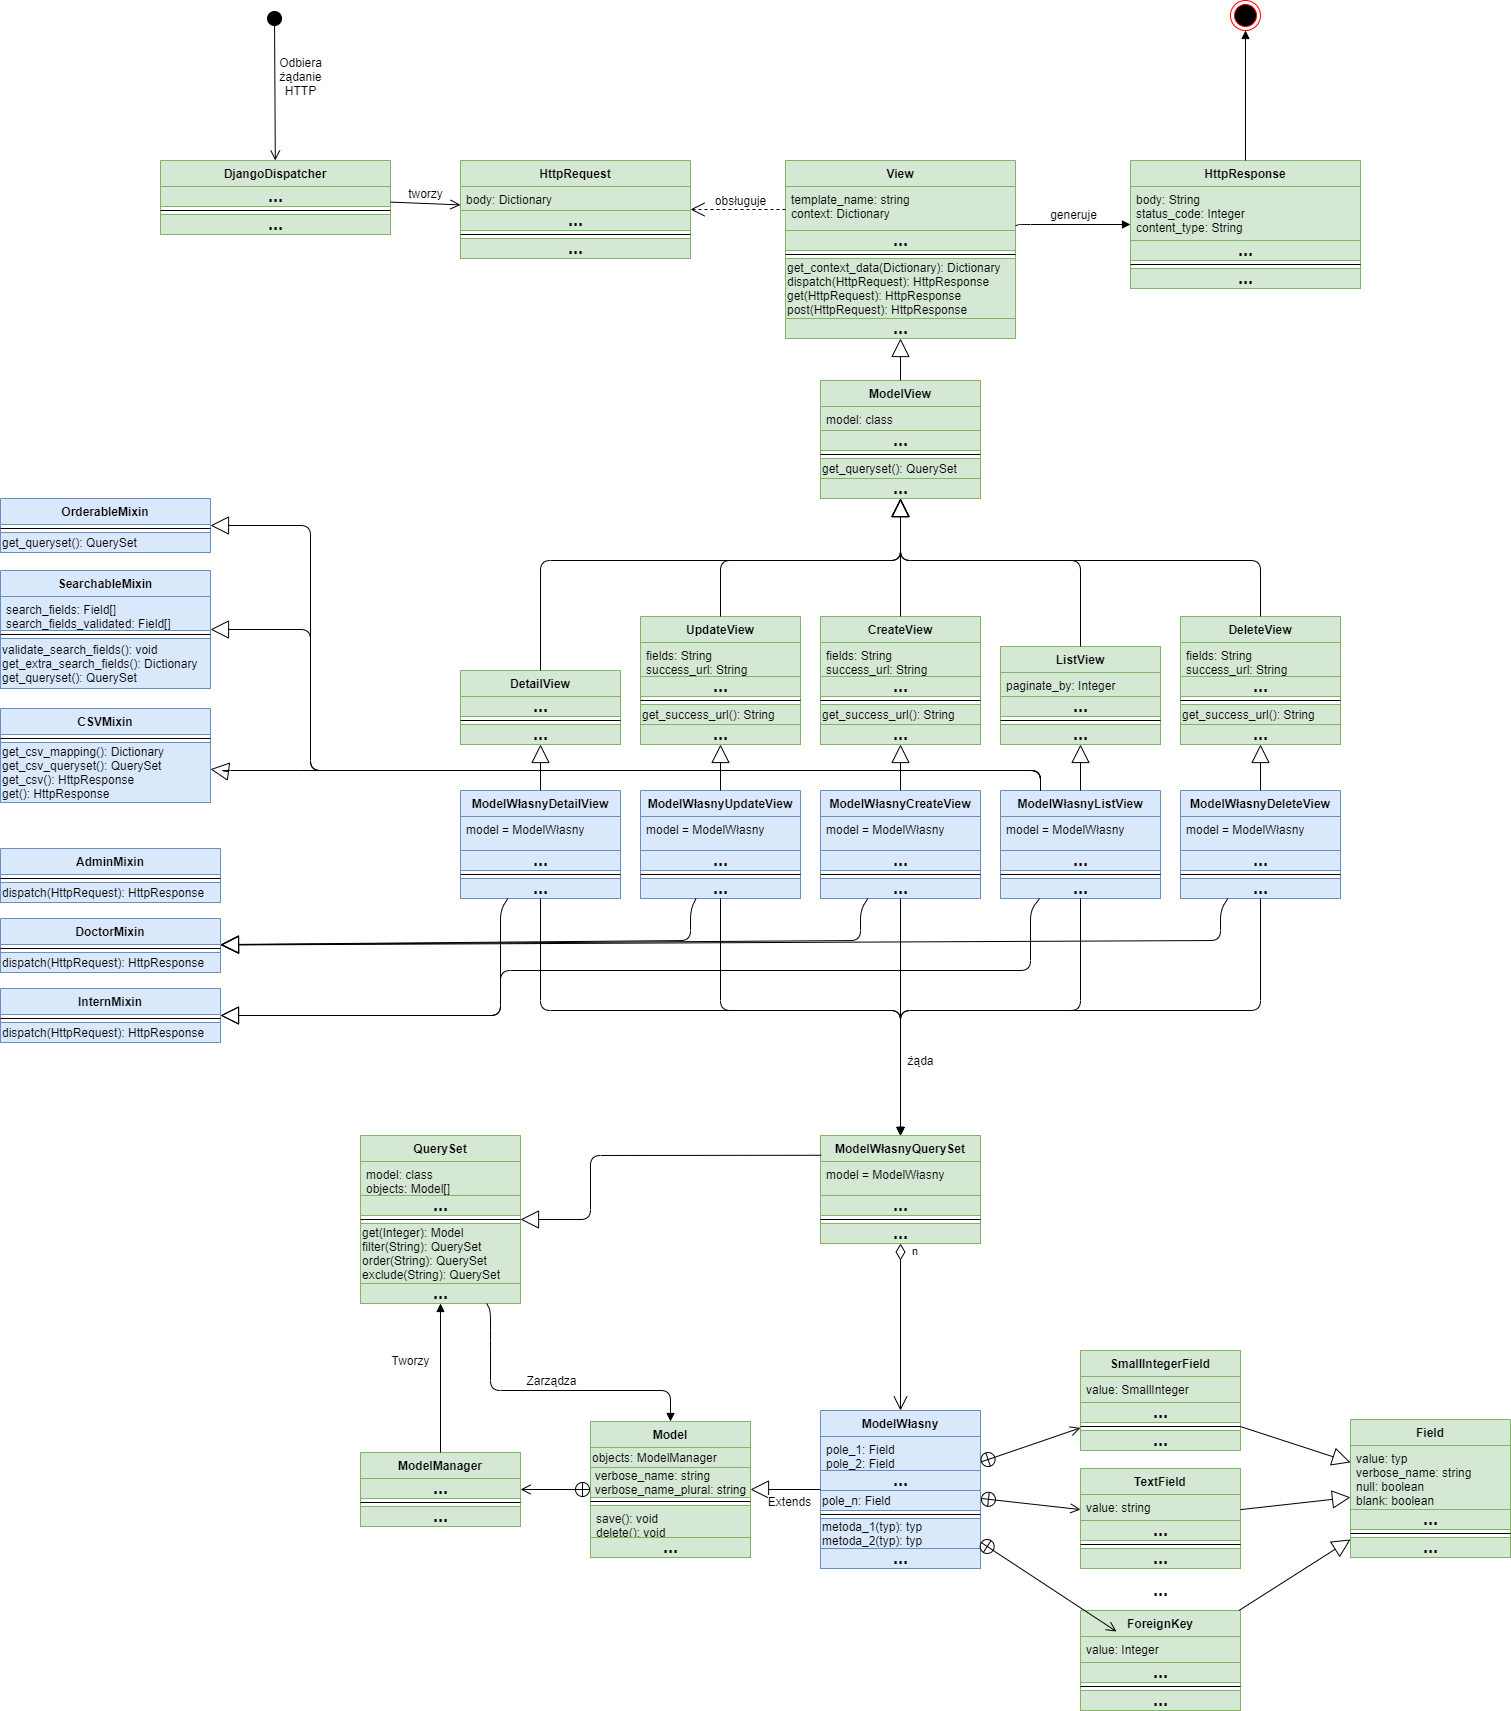 Odbiera
żądanie
HTTP
DjangoDispatcher
...
...
tworzy
HttpRequest
body: Dictionary
...
...
obsługuje
View
template_name: string
context: Dictionary
...
get_context_data(Dictionary): Dictionary
dispatch(HttpRequest): HttpResponse
get(HttpRequest): HttpResponse
post(HttpRequest): HttpResponse
...
generuje
HttpResponse
body: String
status_code: Integer
content_type: String
...
...
ModelView
model: class
...
get_queryset(): QuerySet
...
OrderableMixin
get_queryset(): QuerySet
SearchableMixin
search_fields: Field[]
search_fields_validated: Field[]
validate_search_fields(): void
get_extra_search_fields(): Dictionary
get_queryset(): QuerySet
CSVMixin
get_csv_mapping(): Dictionary
get_csv_queryset(): QuerySet
get_csv(): HttpResponse
get(): HttpResponse
DetailView
...
...
UpdateView
fields: String
success_url: String
...
get_success_url(): String
...
CreateView
fields: String
success_url: String
...
get_success_url(): String
...
ListView
paginate_by: Integer
...
...
DeleteView
fields: String
success_url: String
...
get_success_url(): String
...
ModelWłasnyDetailView
model = ModelWłasny
...
...
ModelWłasnyUpdateView
model = ModelWłasny
...
...
ModelWłasnyCreateView
model = ModelWłasny
...
...
ModelWłasnyListView
model = ModelWłasny
...
...
ModelWłasnyDeleteView
model = ModelWłasny
...
...
AdminMixin
dispatch(HttpRequest): HttpResponse
DoctorMixin
dispatch(HttpRequest): HttpResponse
InternMixin
dispatch(HttpRequest): HttpResponse
żąda
QuerySet
model: class
objects: Model[]
...
get(Integer): Model
filter(String): QuerySet
order(String): QuerySet
exclude(String): QuerySet
...
ModelWłasnyQuerySet
model = ModelWłasny
...
...
n
Tworzy
Zarządza
ModelManager
...
...
Model
objects: ModelManager
verbose_name: string
verbose_name_plural: string
save(): void
delete(): void
...
Extends
ModelWłasny
pole_1: Field
pole_2: Field
...
pole_n: Field
metoda_1(typ): typ
metoda_2(typ): typ
...
SmallIntegerField
value: SmallInteger
...
...
TextField
value: string
...
...
...
ForeignKey
value: Integer
...
...
Field
value: typ
verbose_name: string
null: boolean
blank: boolean
...
...